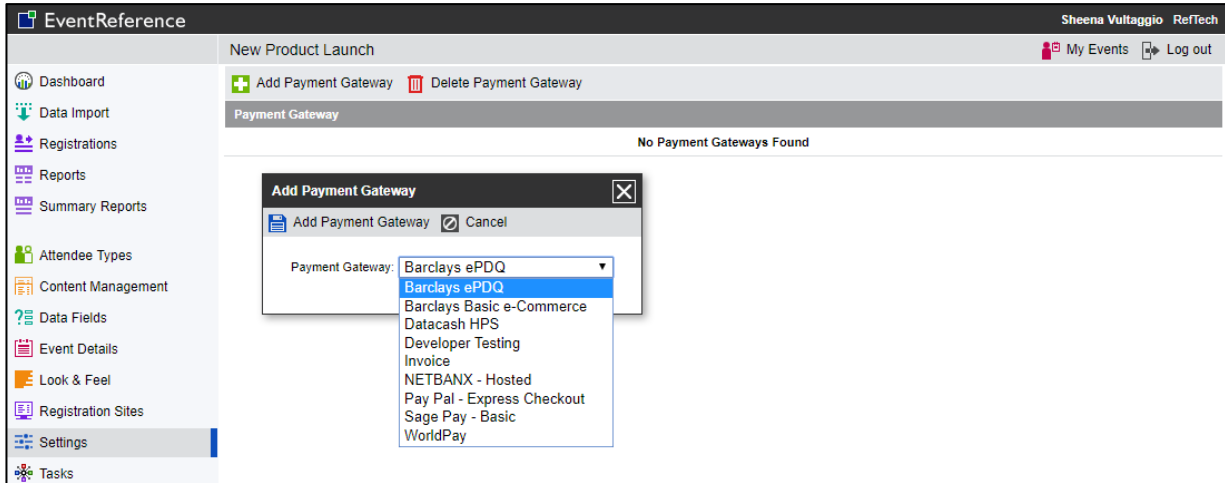 EventReference
Sheena Vultaggio RefTech
New Product Launch
My Events Log out
Dashboard
Data Import
Registrations
Reports
Summary Reports
Attendee Types
Content Management
Data Fields
Event Details
Look & Feel
Registration Sites
Settings
Tasks
Add Payment Gateway Delete Payment Gateway
Payment Gateway
No Payment Gateways Found
Add Payment Gateway
Add Payment Gateway Cancel
Payment Gateway: Barclays ePDQ
Barclays ePDQ
Barclays Basic e-Commerce
Datacash HPS
Developer Testing
Invoice
NETBANX - Hosted
Pay Pal - Express Checkout
Sage Pay - Basic
WorldPay